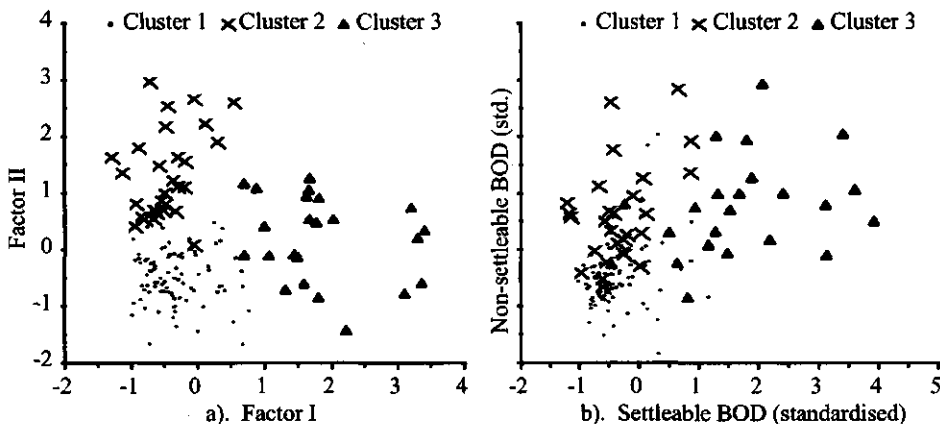 4 · Cluster 1 × Cluster 2 ▲ Cluster 3
3
2
1
0
-1
-2
Factor II
-2 -1 0 1 2 3 4
a). Factor I
· Cluster 1 × Cluster 2 ▲ Cluster 3
Non-settleable BOD (std.)
-2 -1 0 1 2 3 4 5
b). Settleable BOD (standardised)